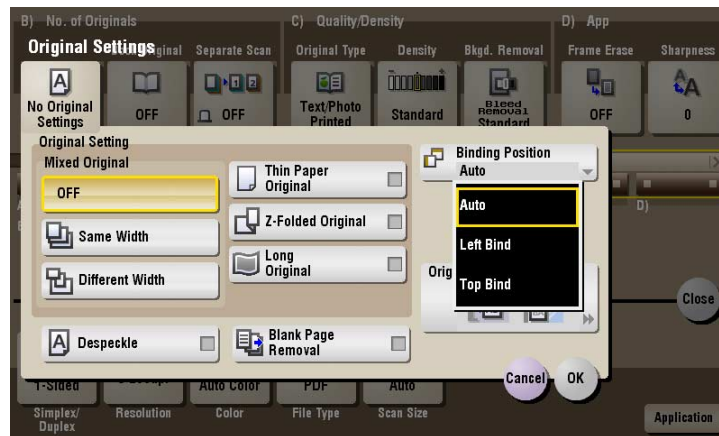 B) No. of Originals
C) Quality/Density
D) App
Original Settings
Original
Separate Scan
Original Type
Density
Bkgd. Removal
Frame Erase
Sharpness
No Original
Settings
OFF
OFF
Text/Photo
Printed
Standard
Bleed
Removal
Standard
OFF
0
Original Setting
Mixed Original
OFF
Same Width
Different Width
Thin Paper
Original
Z-Folded Original
Long
Original
Binding Position
Auto
Auto
Left Bind
Top Bind
D)
Close
Despeckle
Blank Page
Removal
Cancel
OK
1-Sided
Auto Color
PDF
Auto
Simplex/
Duplex
Resolution
Color
File Type
Scan Size
Application